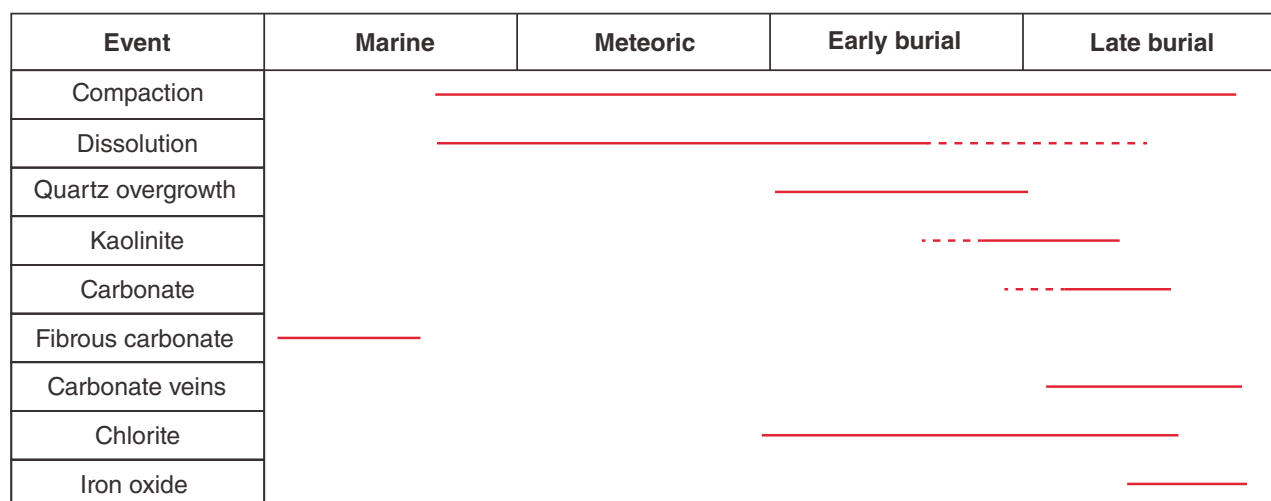 Event Marine Meteoric Early burial Late burial
Compaction
Dissolution
Quartz overgrowth
Kaolinite
Carbonate
Fibrous carbonate
Carbonate veins
Chlorite
Iron oxide